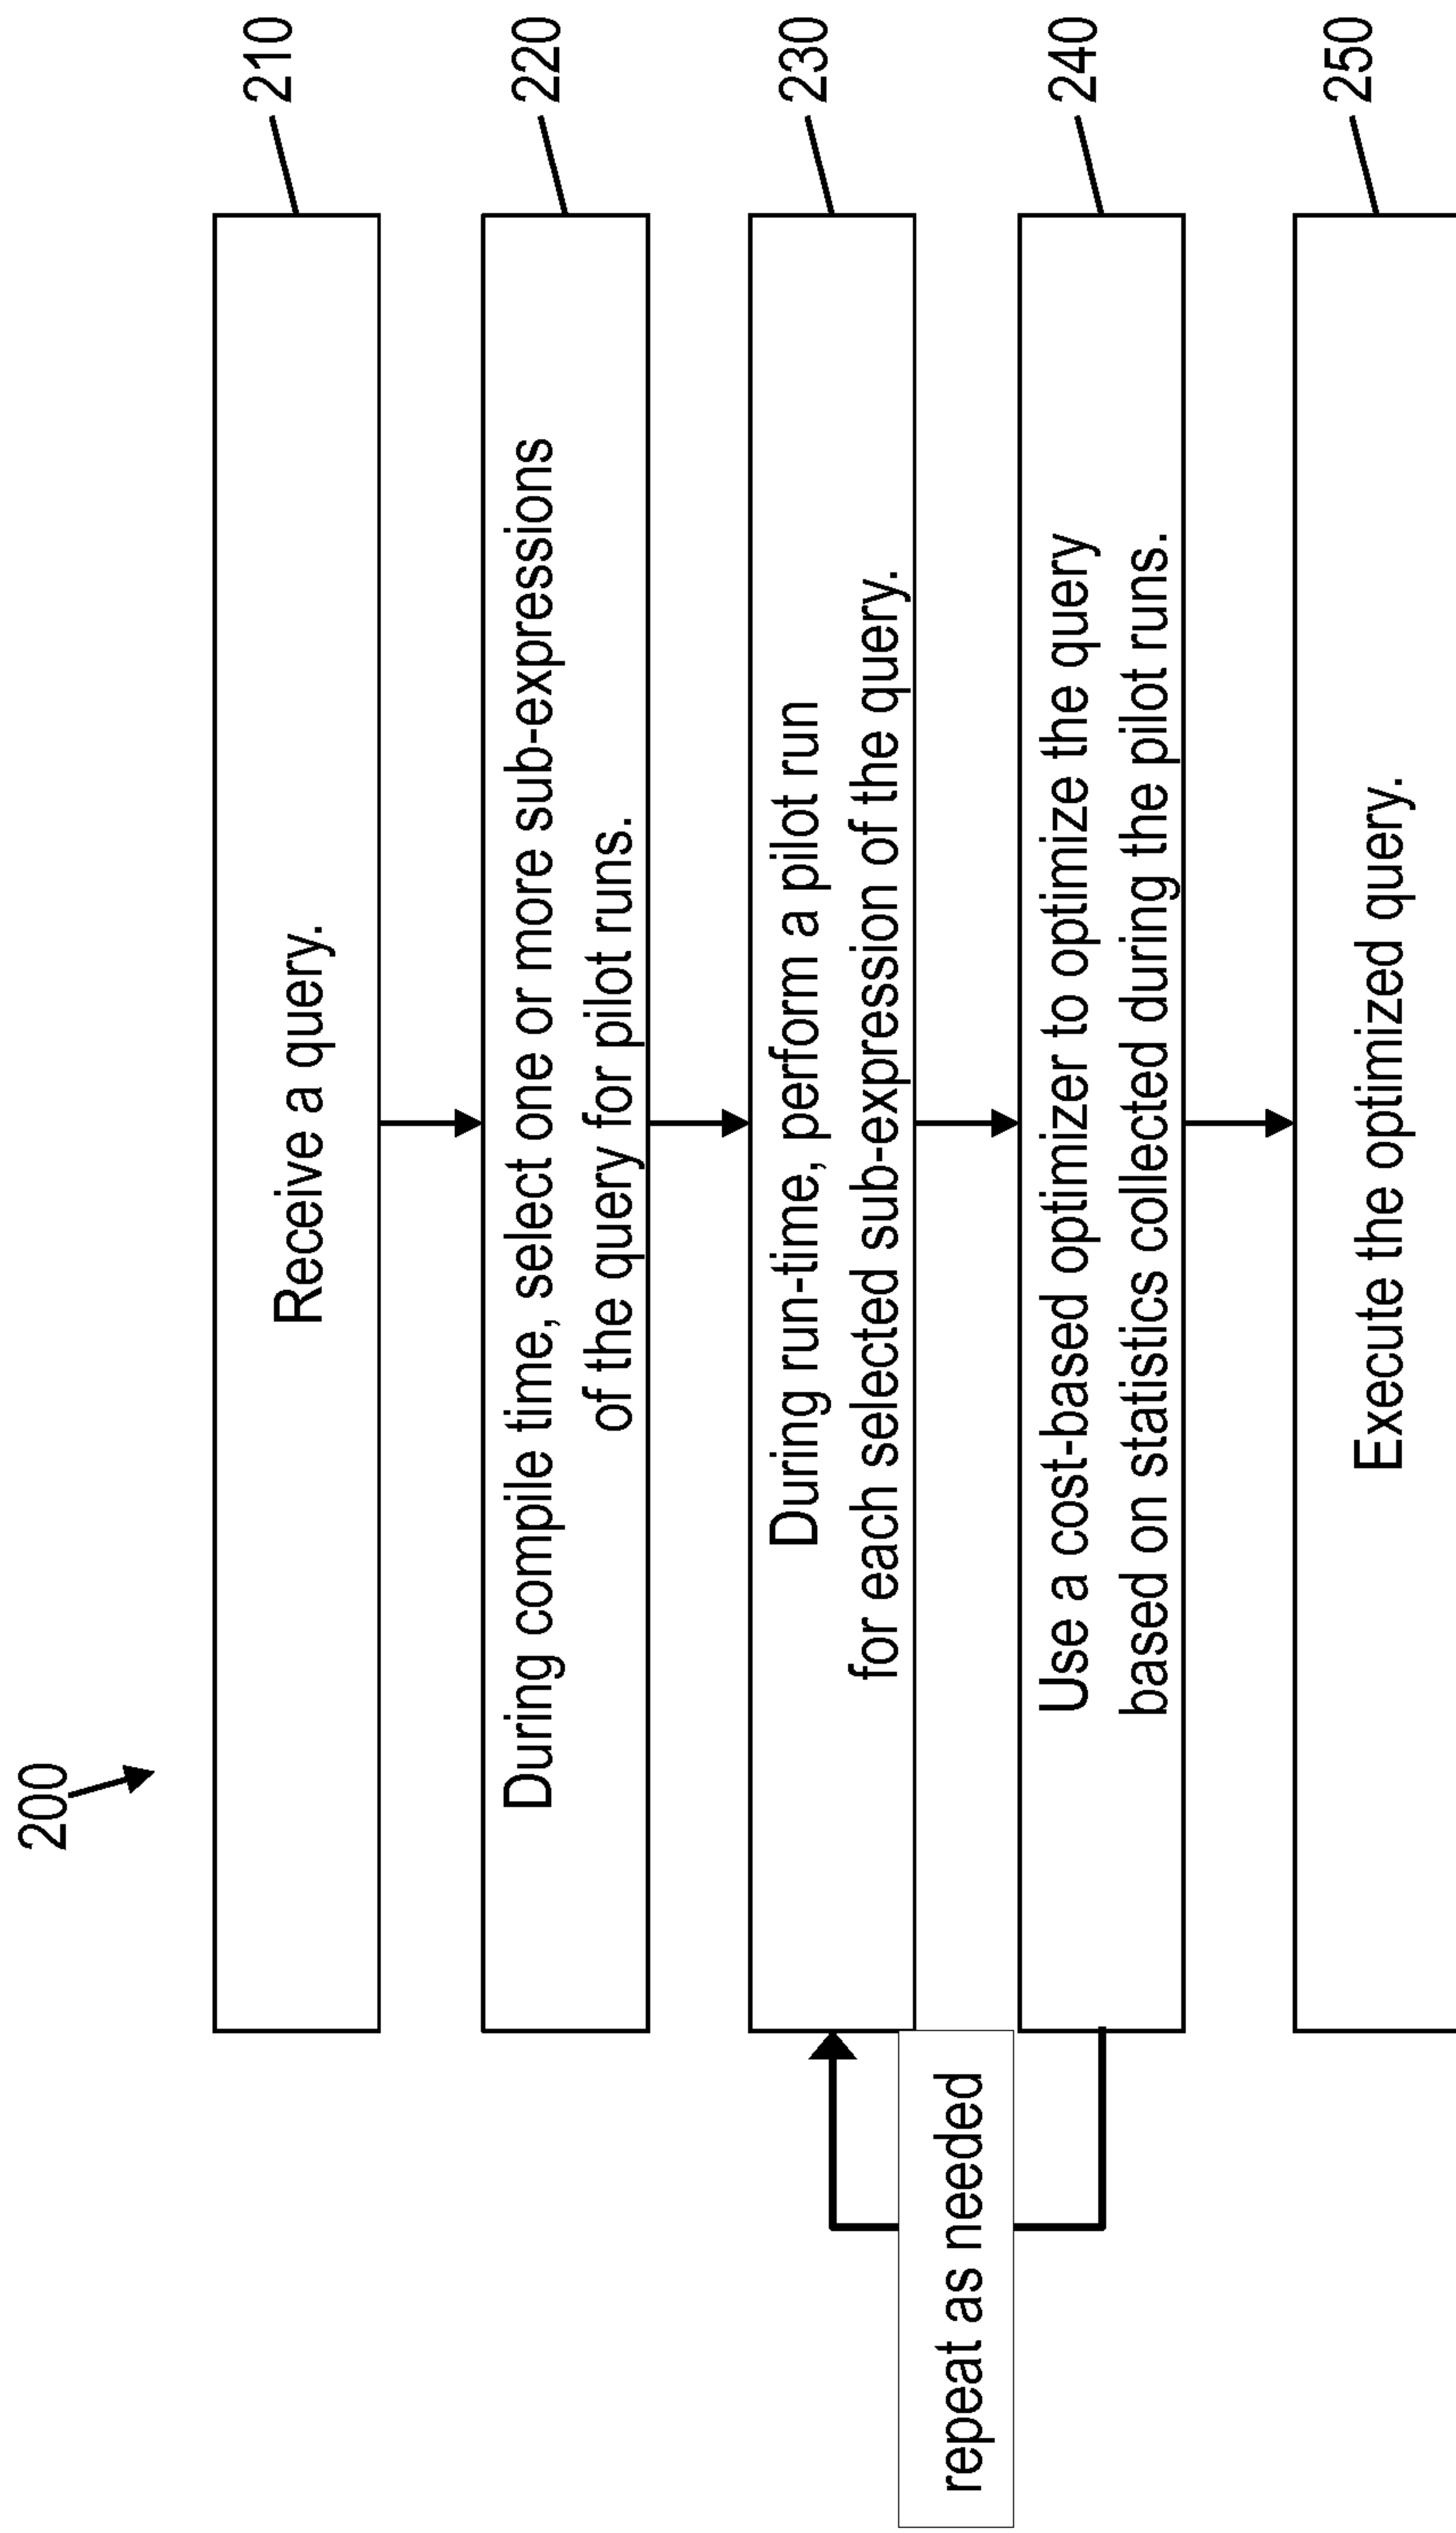 200
Receive a query.
210
During compile time, select one or more sub-expressions
of the query for pilot runs.
220
During run-time, perform a pilot run
for each selected sub-expression of the query.
230
repeat as needed
Use a cost-based optimizer to optimize the query
based on statistics collected during the pilot runs.
240
Execute the optimized query.
250